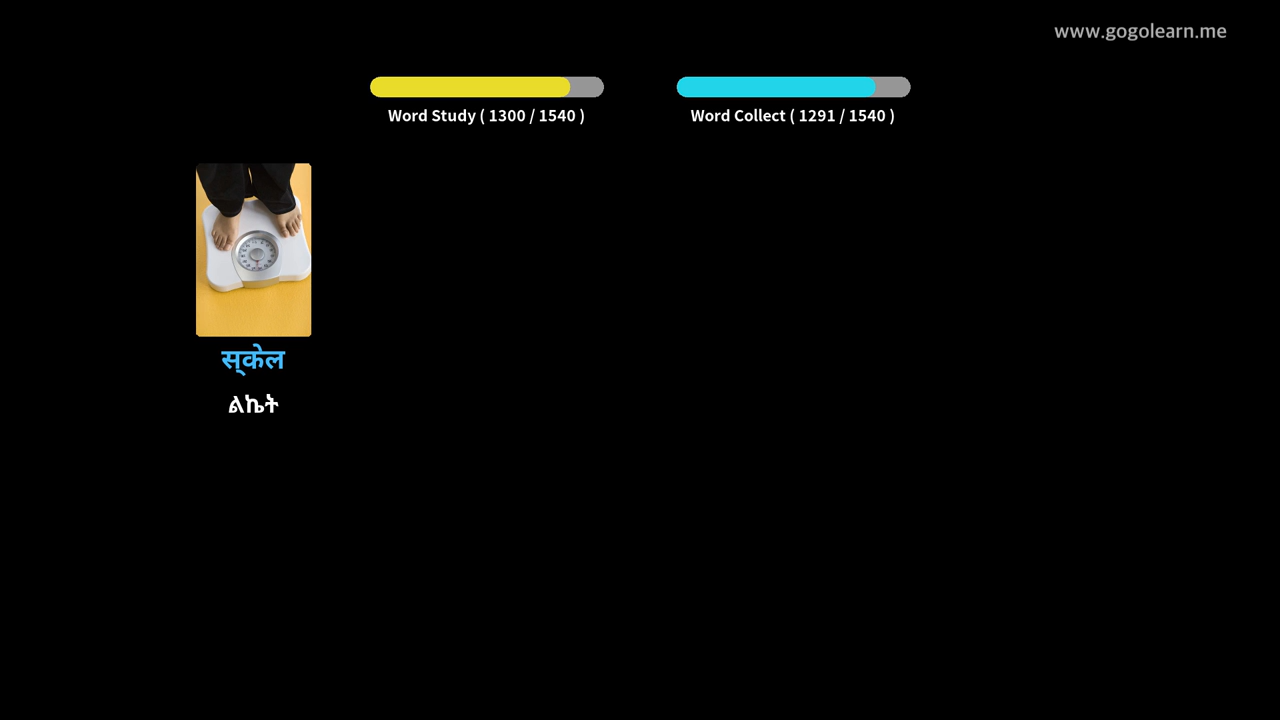 www.gogolearn.me
Word Study ( 1300 / 1540 )
Word Collect ( 1291 / 1540 )
स्केल
ልኬት